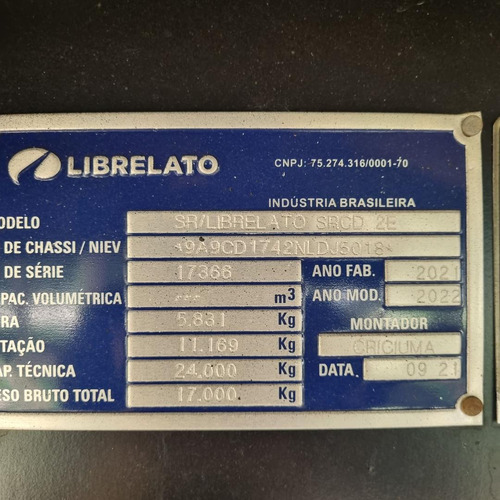 LIBRELATO
CNPJ: 75.274.316/0001-70
INDÚSTRIA BRASILEIRA
ODELO SR/LIBRELATO SRCD 2E
DE CHASSI / NIEV *9A9CD1742NLDJ5018*
DE SÉRIE 17366 ANO FAB. 2021
PAC. VOLUMÉTRICA --- m3 ANO MOD. 2022
RA 5.831 Kg MONTADOR
TAÇÃO 11.169 Kg CRICIUMA
AP. TÉCNICA 24.000 Kg DATA. 09 21
ESO BRUTO TOTAL 17.000 Kg